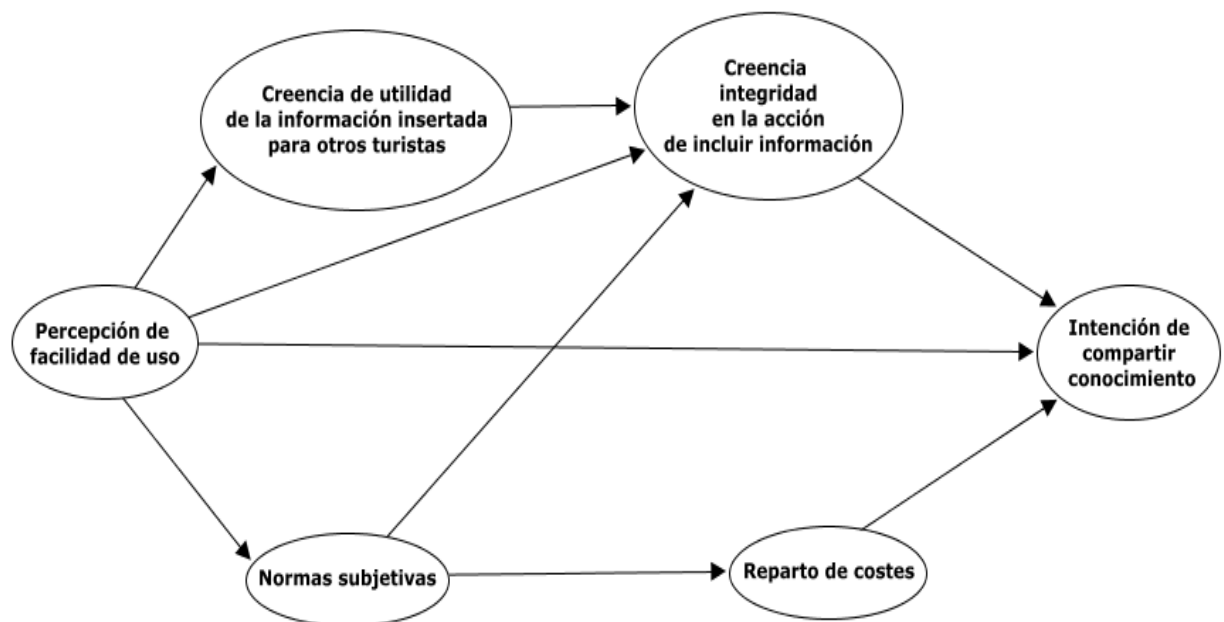 Creencia de utilidad
de la información insertada
para otros turistas
Creencia
integridad
en la acción
de incluir información
Percepción de
facilidad de uso
Intención de
compartir
conocimiento
Normas subjetivas
Reparto de costes